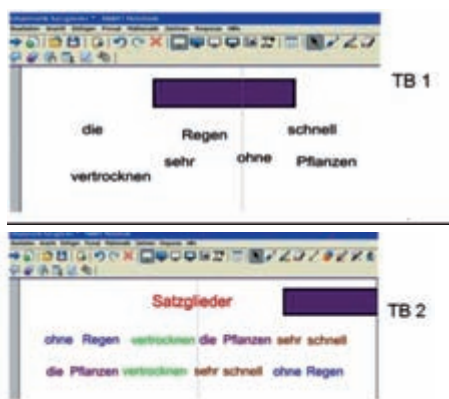 TB 1
die Regen schnell
vertrocknen sehr ohne Pflanzen
TB 2
Satzglieder
ohne Regen vertrocknen die Pflanzen sehr schnell
die Pflanzen vertrocknen sehr schnell ohne Regen